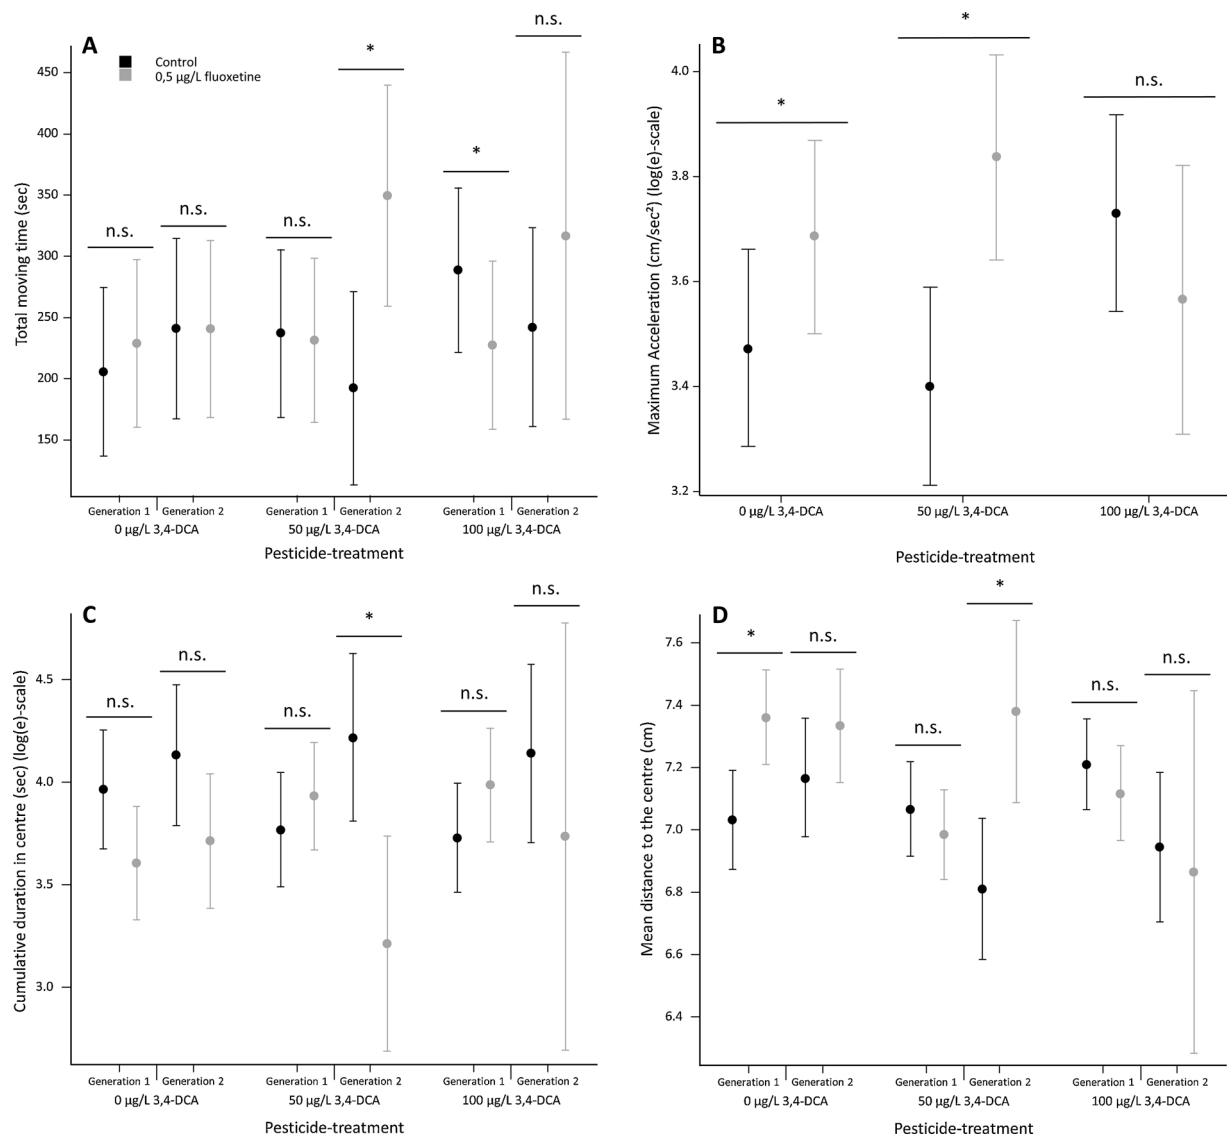 A
Control
0,5 µg/L fluoxetine
n.s.
n.s.
n.s.
*
*
n.s.
450
400
350
300
250
200
150
Total moving time (sec)
Generation 1 Generation 2 Generation 1 Generation 2 Generation 1 Generation 2
0 µg/L 3,4-DCA 50 µg/L 3,4-DCA 100 µg/L 3,4-DCA
Pesticide-treatment
B
*
*
n.s.
4.0
3.8
3.6
3.4
3.2
Maximum Acceleration (cm/sec²) (log(e)-scale)
0 µg/L 3,4-DCA 50 µg/L 3,4-DCA 100 µg/L 3,4-DCA
Pesticide-treatment
C
n.s.
n.s.
n.s.
*
n.s.
n.s.
4.5
4.0
3.5
3.0
Cumulative duration in centre (sec) (log(e)-scale)
Generation 1 Generation 2 Generation 1 Generation 2 Generation 1 Generation 2
0 µg/L 3,4-DCA 50 µg/L 3,4-DCA 100 µg/L 3,4-DCA
Pesticide-treatment
D
*
n.s.
n.s.
*
n.s.
n.s.
7.6
7.4
7.2
7.0
6.8
6.6
6.4
Mean distance to the centre (cm)
Generation 1 Generation 2 Generation 1 Generation 2 Generation 1 Generation 2
0 µg/L 3,4-DCA 50 µg/L 3,4-DCA 100 µg/L 3,4-DCA
Pesticide-treatment